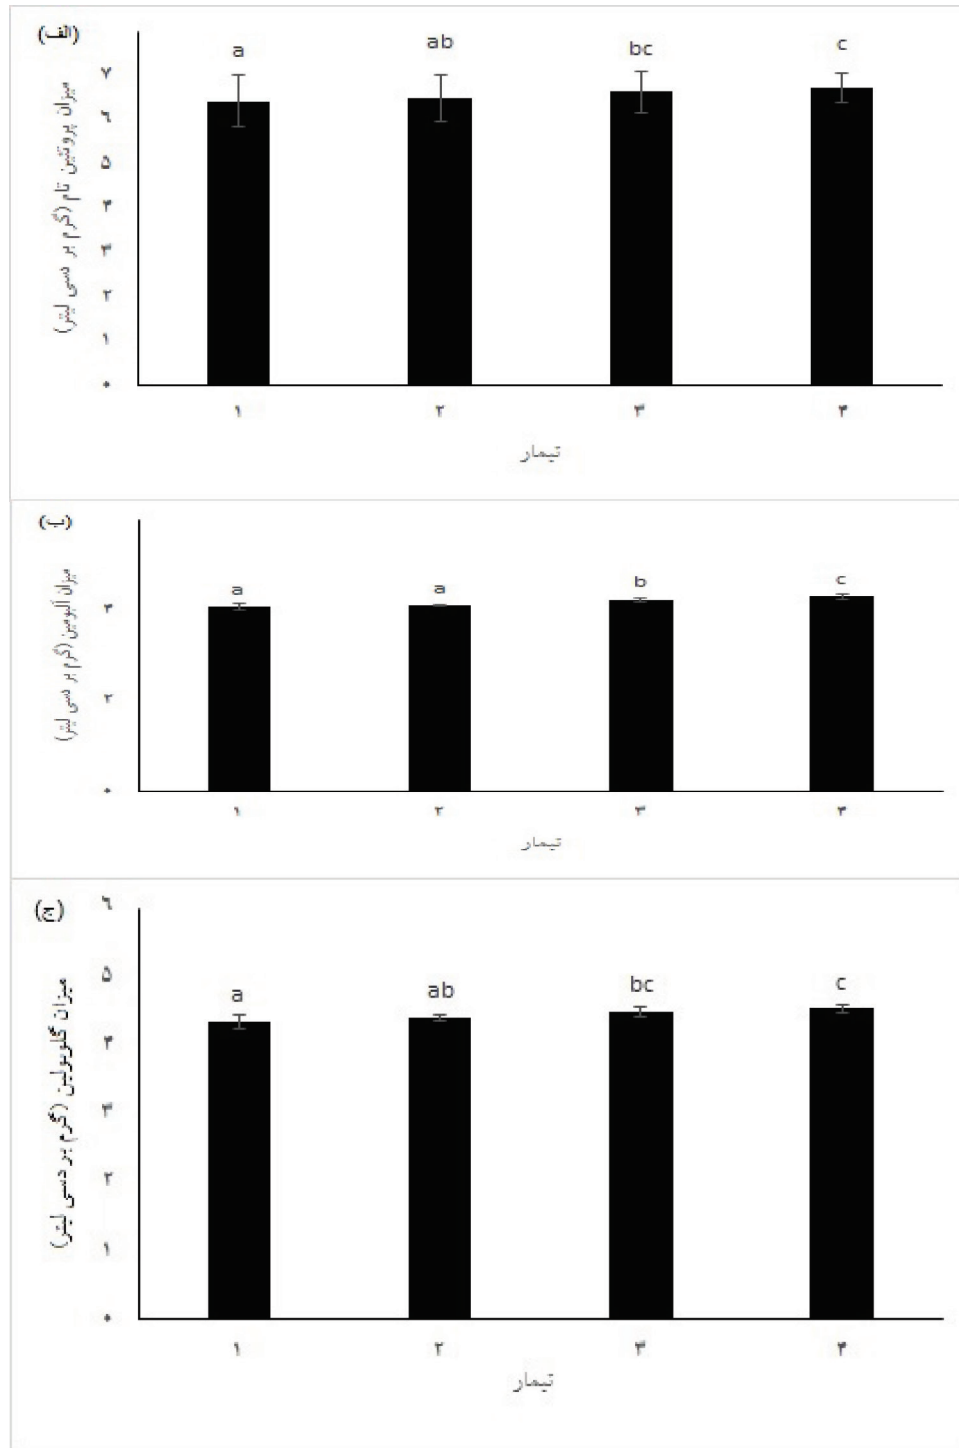 (الف)
میزان پروتئین تام (گرم بر دسی لیتر)
a ab bc c
۷
۶
۵
۴
۳
۲
۱
۰
۱ ۲ ۳ ۴
تیمار
(ب)
میزان آلبومین (گرم بر دسی لیتر)
a a b c
۴
۲
۰
۱ ۲ ۳ ۴
تیمار
(ج)
میزان گلوبولین (گرم بر دسی لیتر)
a ab bc c
۶
۵
۴
۳
۲
۱
۰
۱ ۲ ۳ ۴
تیمار